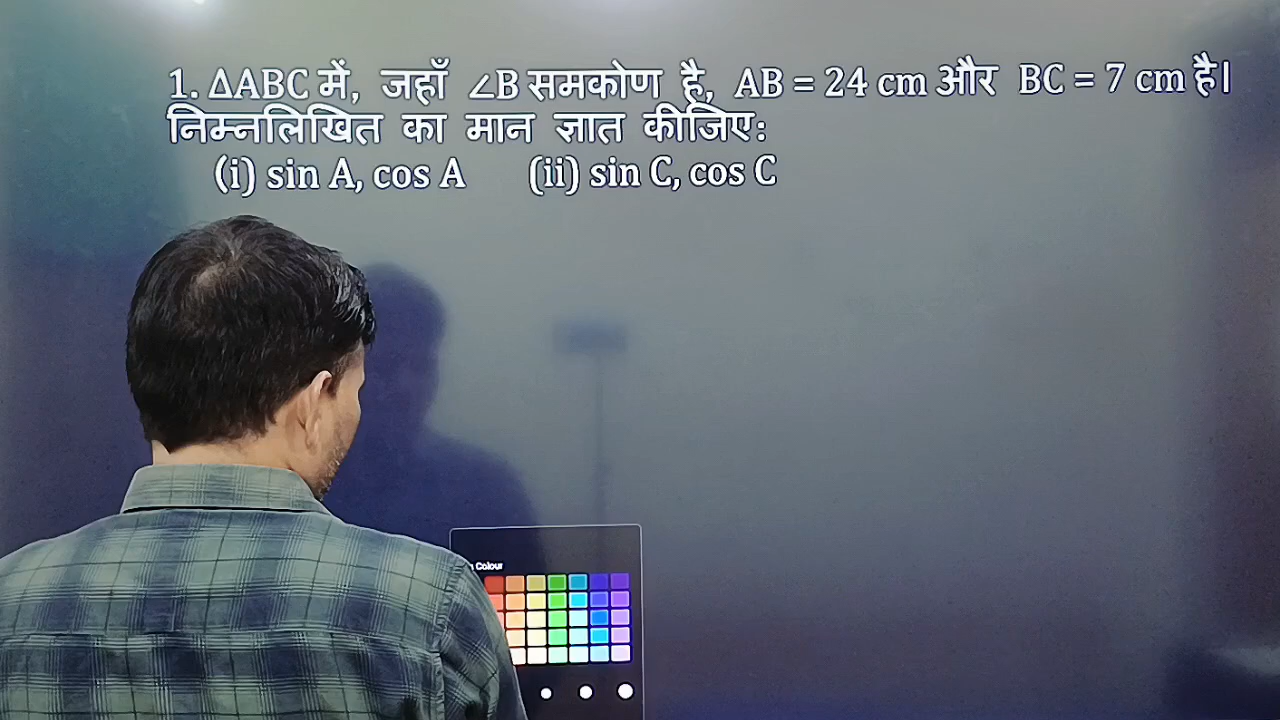 1. ΔABC में, जहाँ ∠B समकोण है, AB = 24 cm और BC = 7 cm है।
निम्नलिखित का मान ज्ञात कीजिए:
(i) sin A, cos A (ii) sin C, cos C
Colour